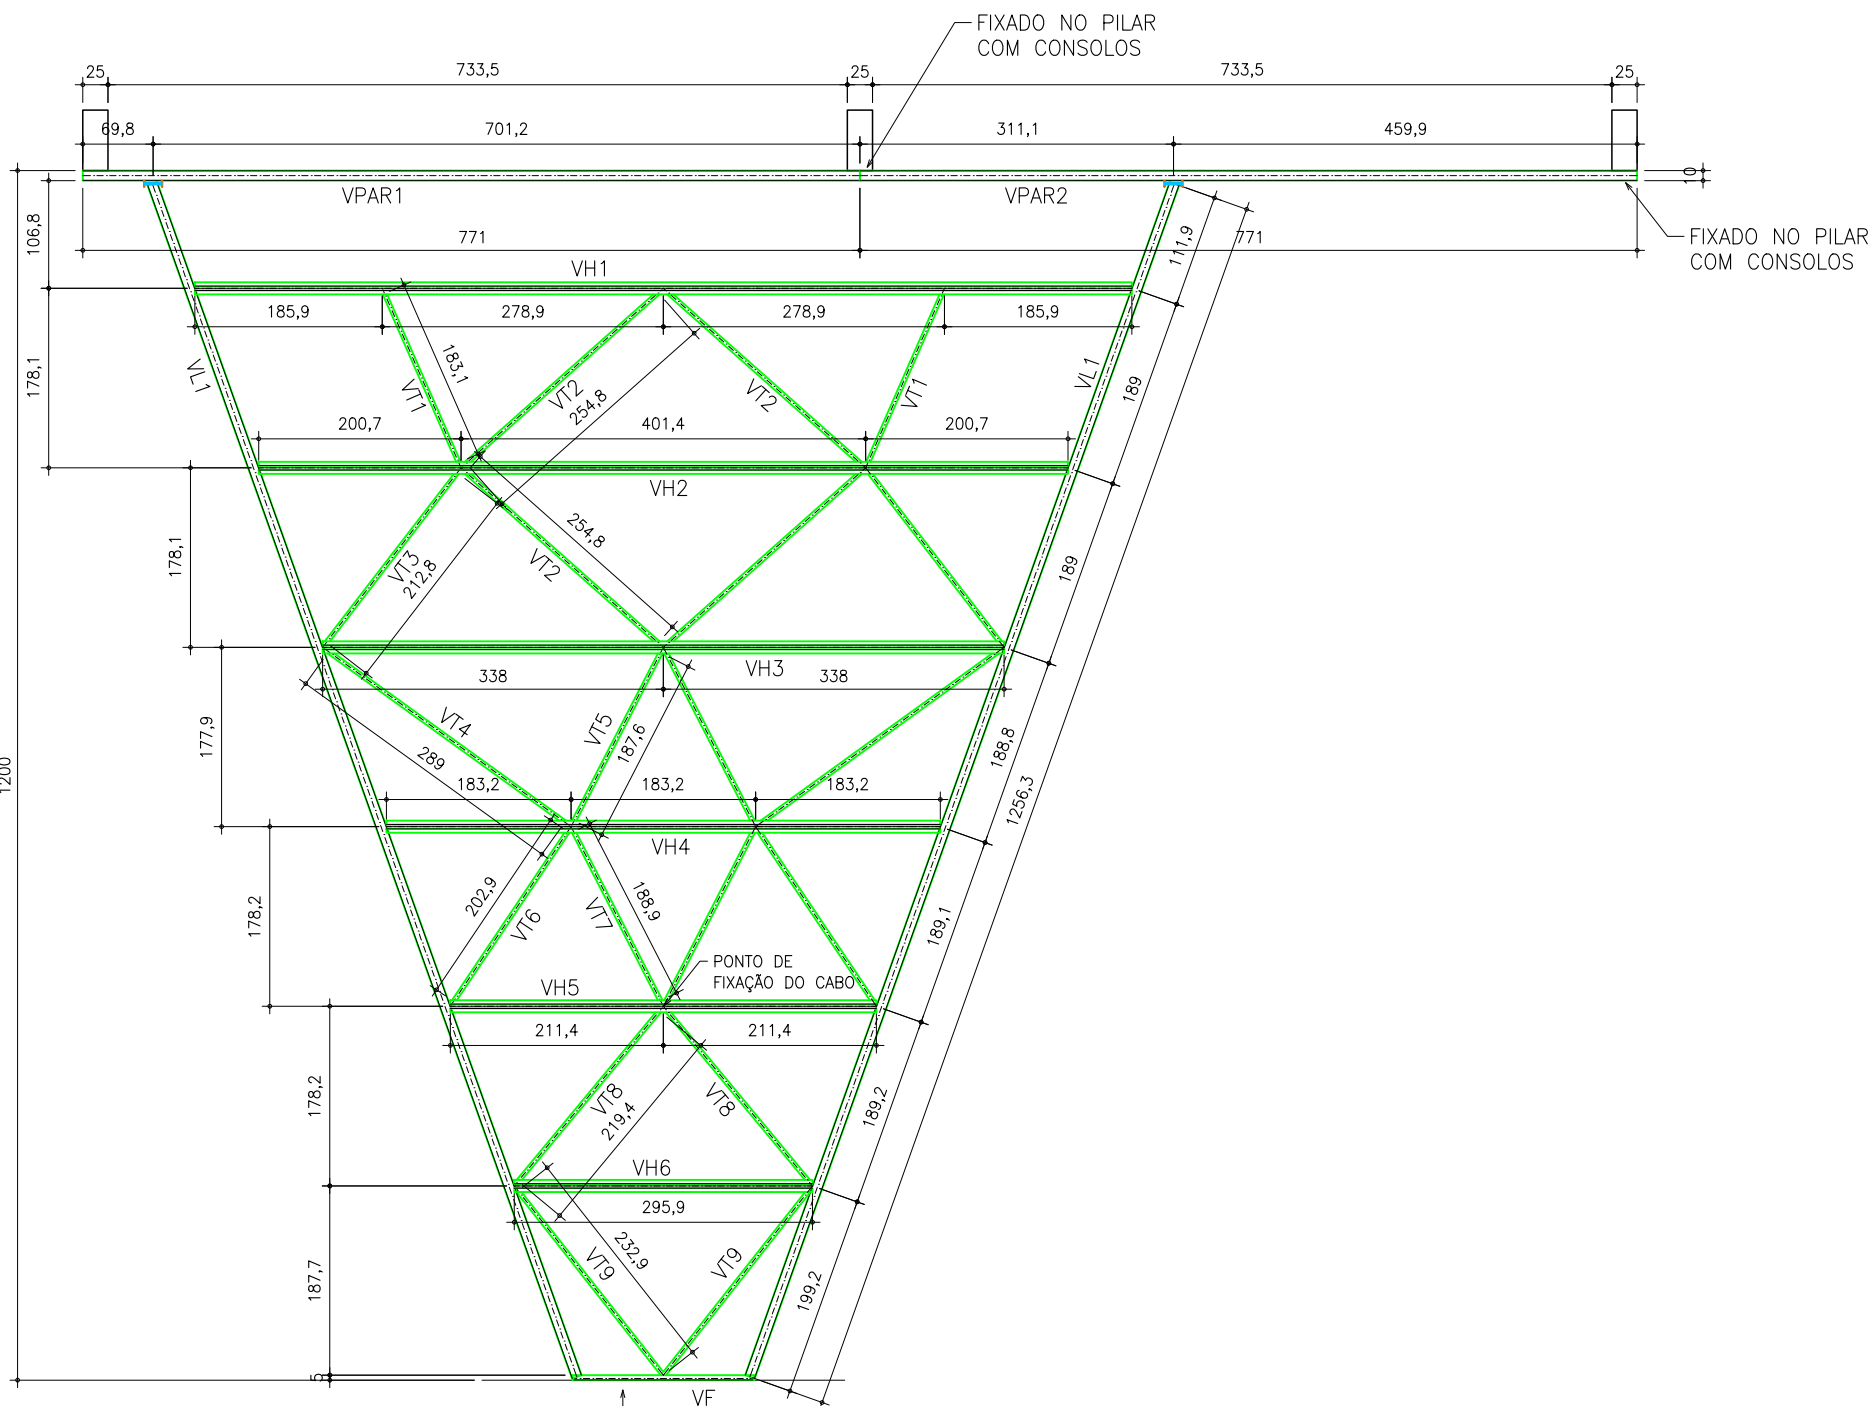 FIXADO NO PILAR
COM CONSOLOS
25
733,5
25
733,5
25
69,8
701,2
311,1
459,9
10
VPAR1
VPAR2
106,8
771
771
111,9
FIXADO NO PILAR
COM CONSOLOS
VH1
185,9
278,9
278,9
185,9
178,1
VL1
183,1
VT1
VT2
254,8
VT2
VT1
VL1
189
200,7
401,4
200,7
VH2
178,1
VT3
212,8
254,8
VT2
189
VH3
338
338
177,9
VT4
289
VT5
187,6
188,8
1200
1256,3
183,2
183,2
183,2
VH4
178,2
202,9
VT6
VT7
188,9
189,1
PONTO DE
FIXAÇÃO DO CABO
VH5
211,4
211,4
178,2
VT8
219,4
VT8
189,2
VH6
295,9
187,7
VT9
232,9
VT9
199,2
5
VF